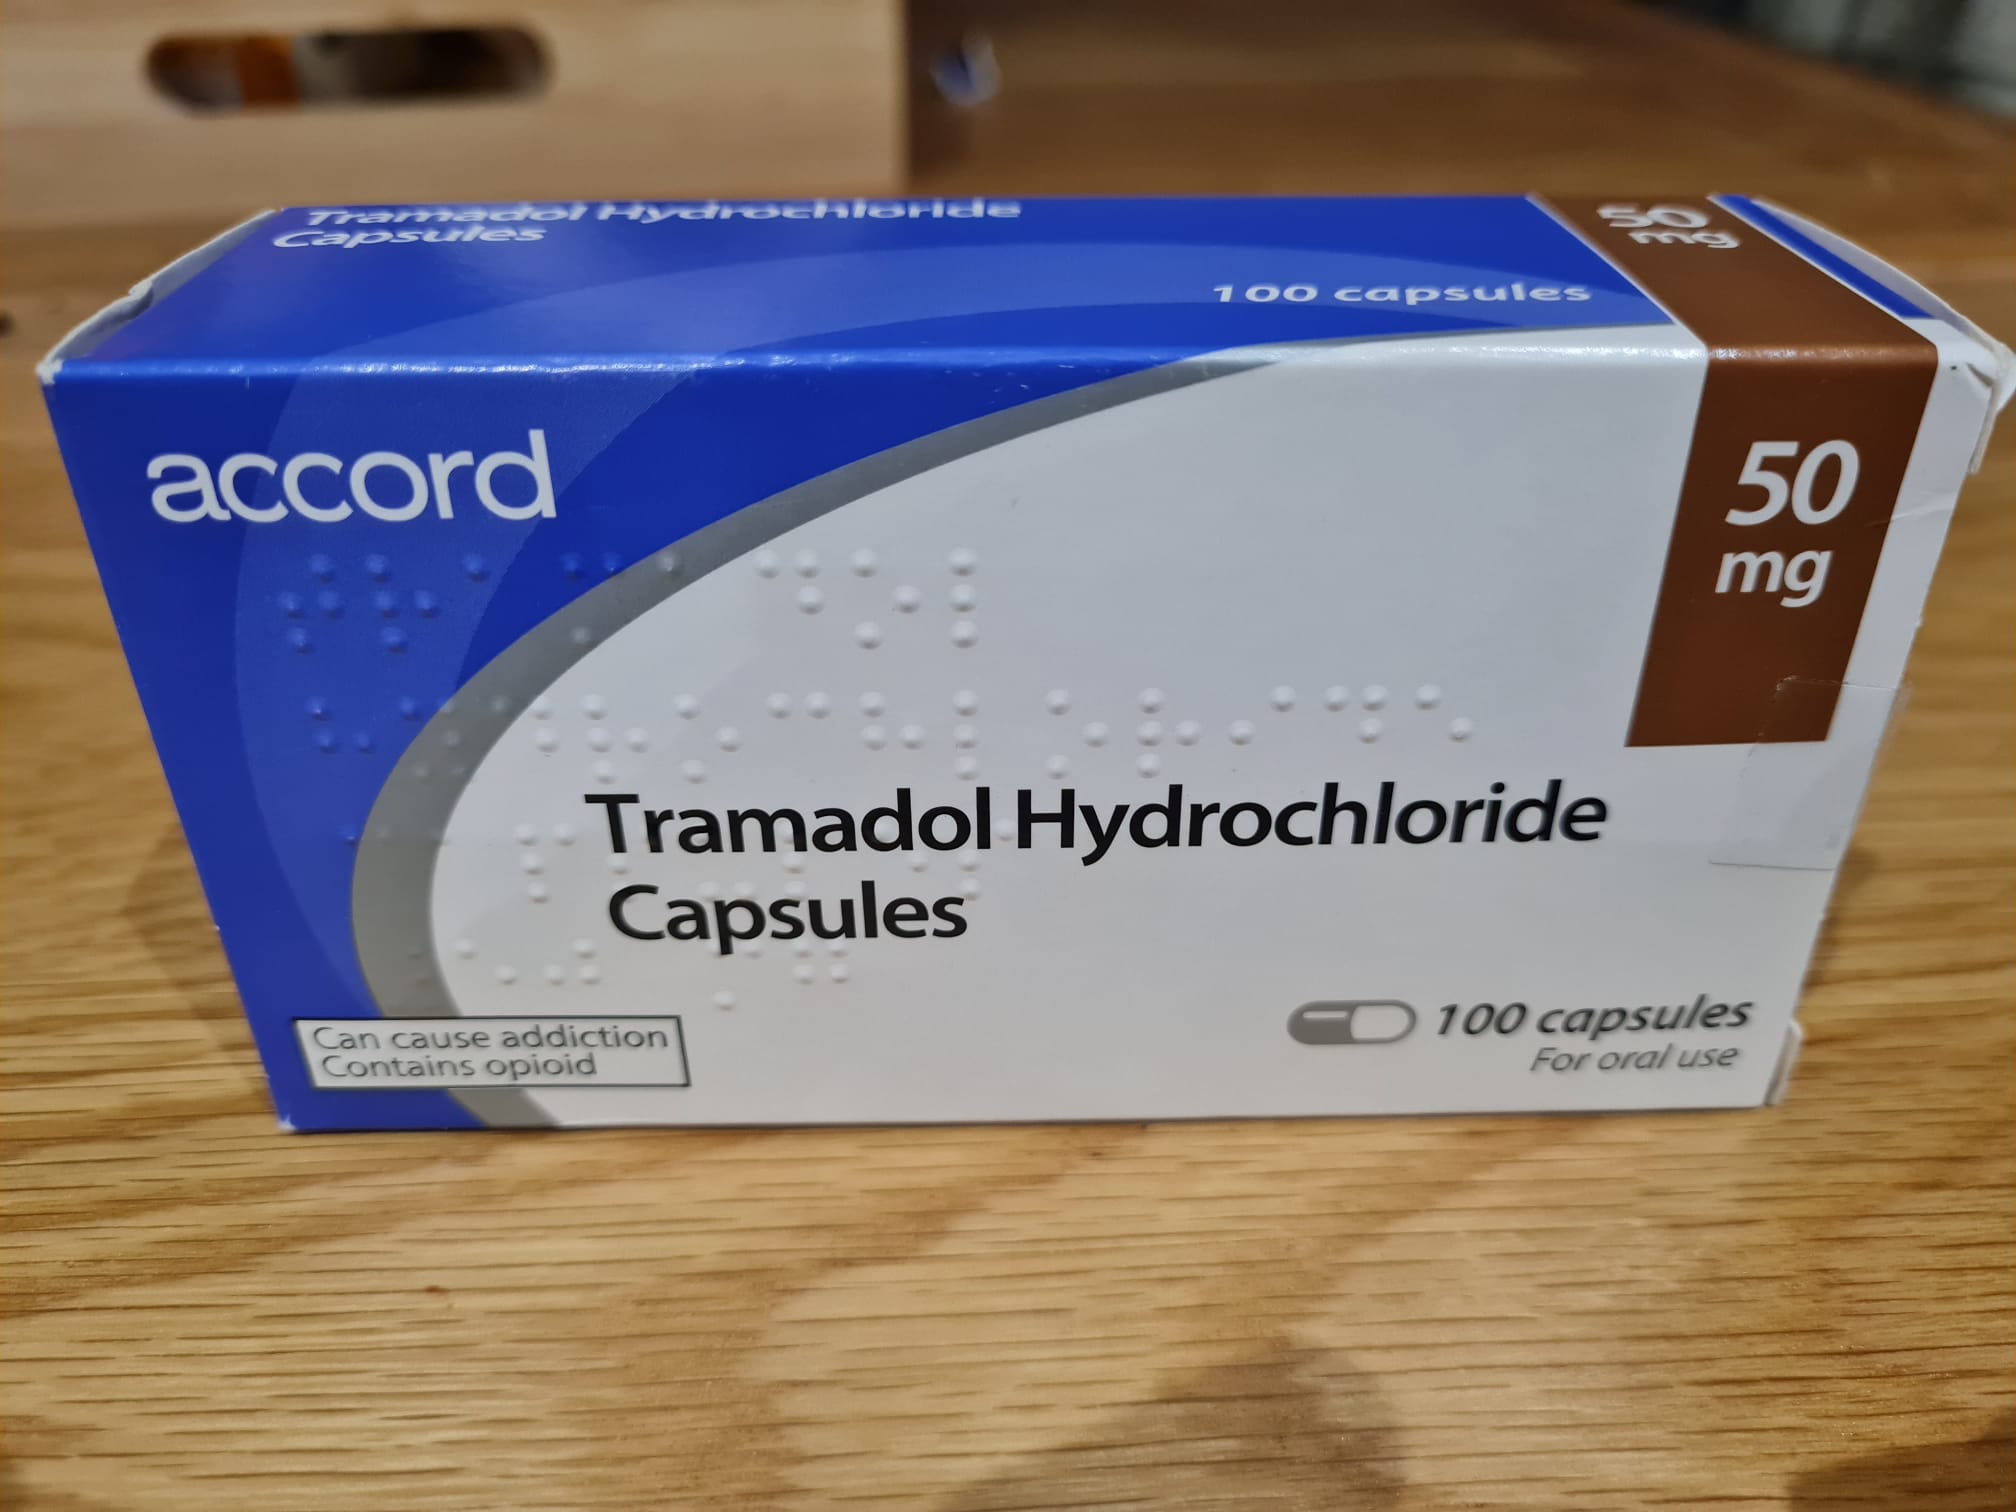 Tramadol Hydrochloride
Capsules
100 capsules
50
mg
accord
50
mg
Tramadol Hydrochloride
Capsules
Can cause addiction
Contains opioid
100 capsules
For oral use